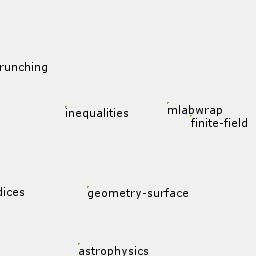 runching
mlabwrap
inequalities
finite-field
dices
geometry-surface
astrophysics